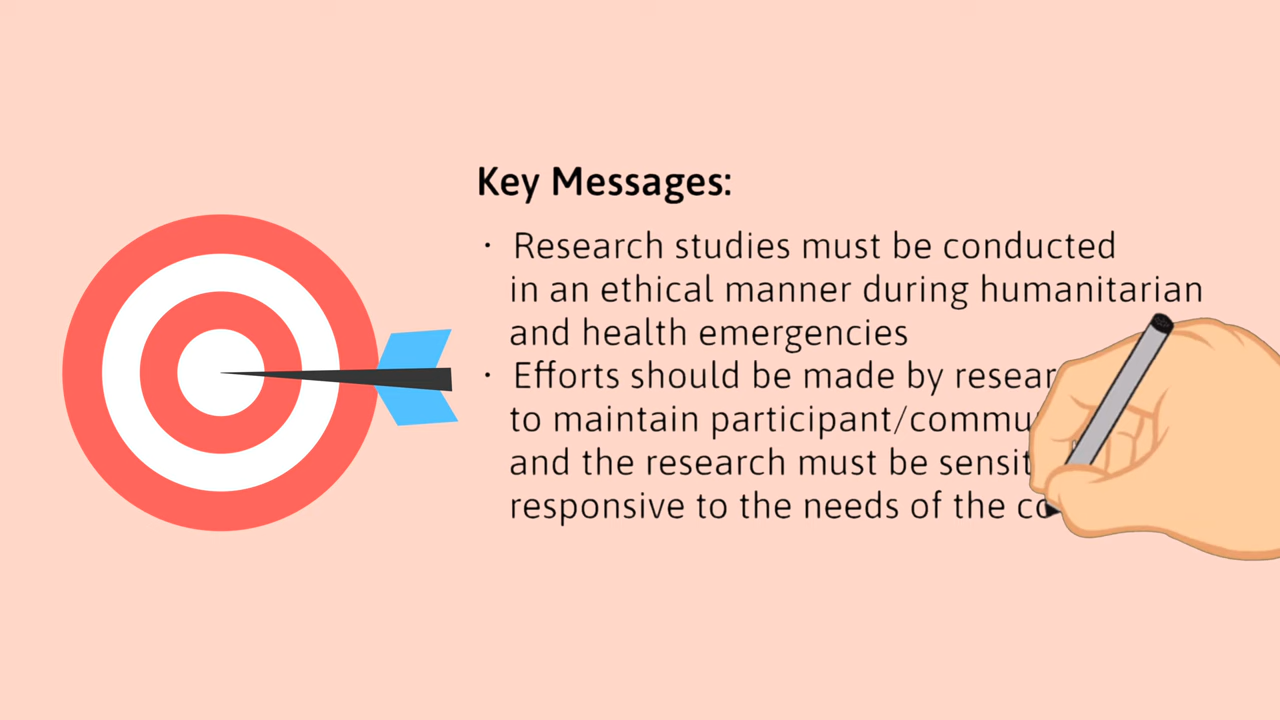 Key Messages:
· Research studies must be conducted
in an ethical manner during humanitarian
and health emergencies
· Efforts should be made by
to maintain
and the research must be
responsive to the needs of the